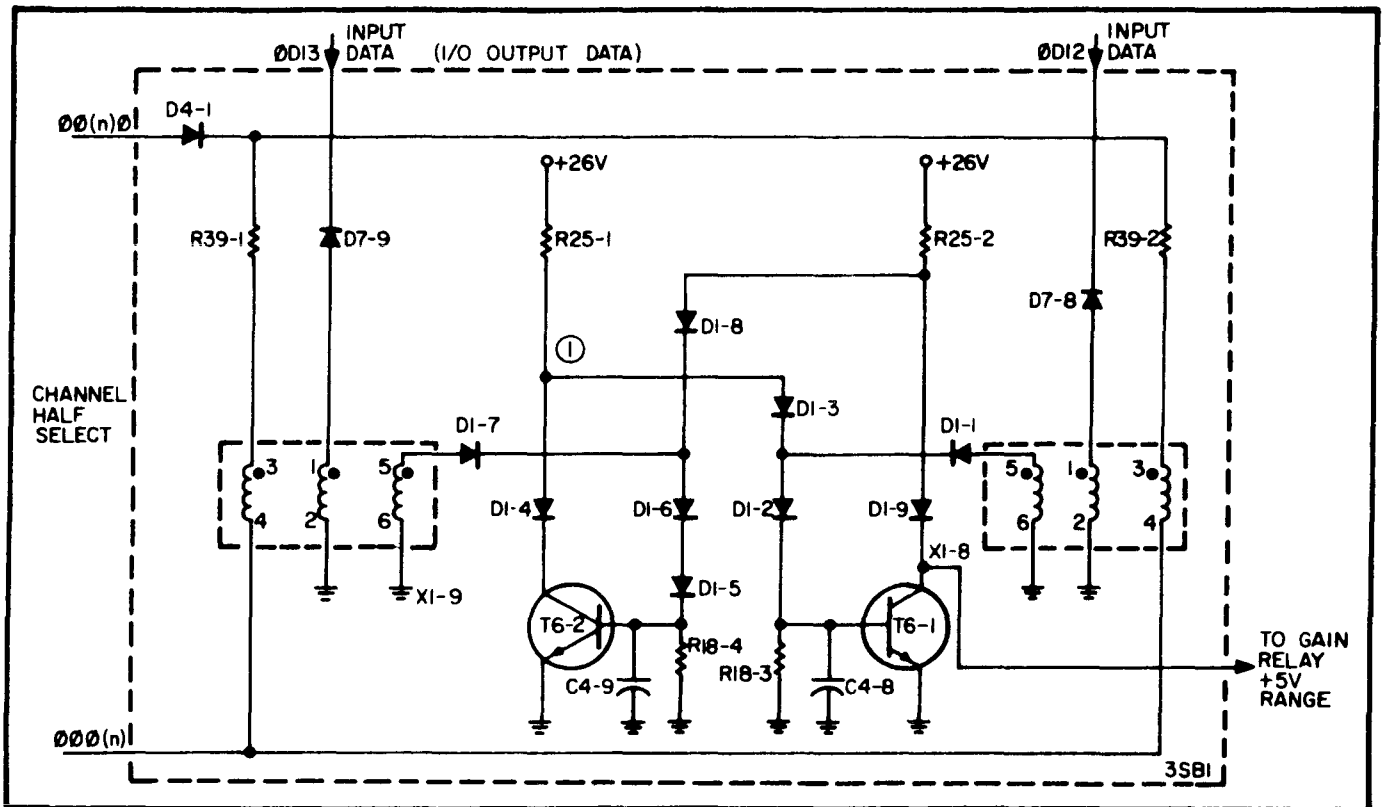 INPUT
DATA
ØDI3
(I/O OUTPUT DATA)
INPUT
DATA
ØDI2
D4-1
ØØ(n)Ø
+26V
+26V
R39-1
D7-9
R25-1
R25-2
R39-2
D7-8
D1-8
1
CHANNEL
HALF
SELECT
D1-7
D1-3
D1-1
3
1
5
5
1
3
4
2
6
D1-4
D1-6
D1-2
D1-9
6
2
4
X1-9
X1-8
D1-5
T6-2
T6-1
R18-4
R18-3
C4-9
C4-8
TO GAIN
RELAY
+5V
RANGE
ØØØ(n)
3SB1